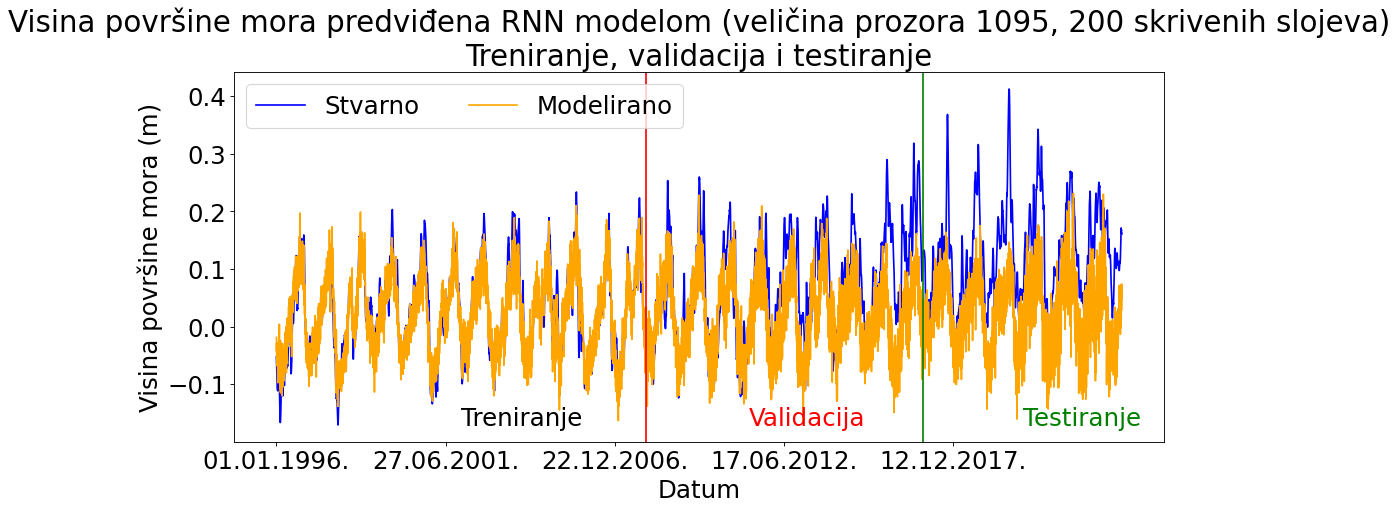 Visina površine mora predviđena RNN modelom (veličina prozora 1095, 200 skrivenih slojeva)
Treniranje, validacija i testiranje
Stvarno Modelirano
Visina površine mora (m)
0.4
0.3
0.2
0.1
0.0
−0.1
Treniranje Validacija Testiranje
01.01.1996. 27.06.2001. 22.12.2006. 17.06.2012. 12.12.2017.
Datum